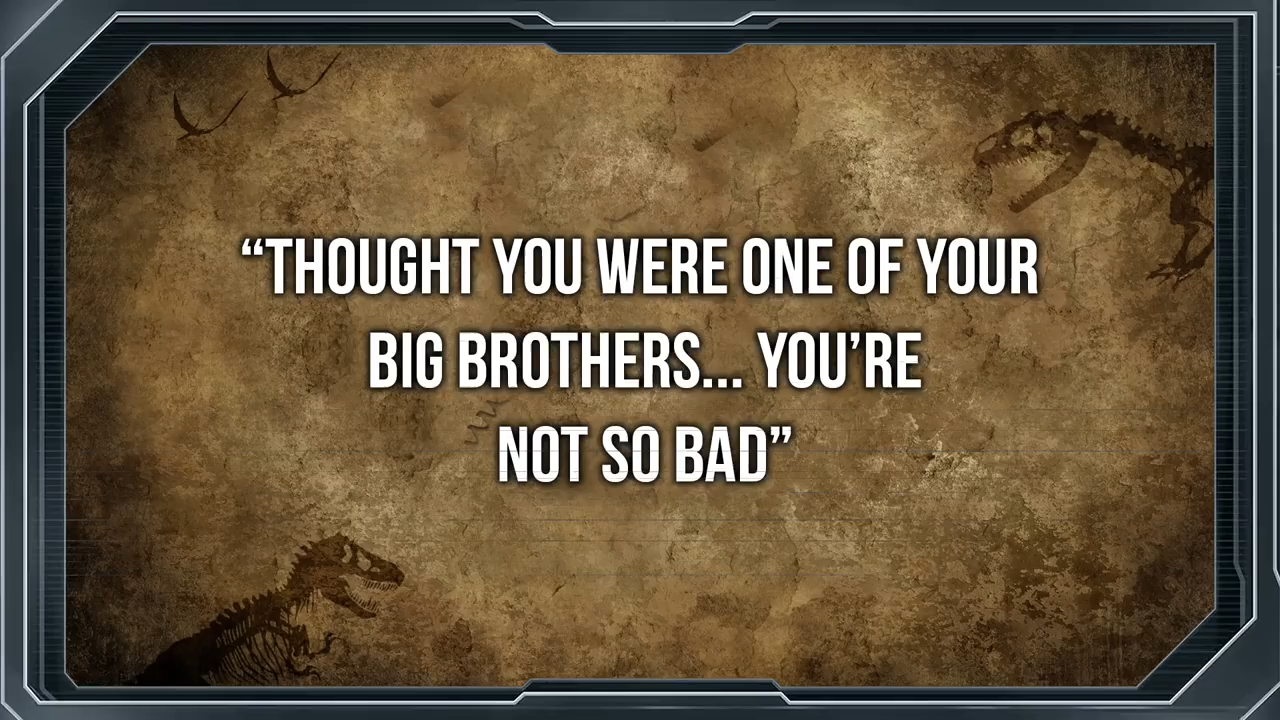 “THOUGHT YOU WERE ONE OF YOUR
BIG BROTHERS... YOU’RE
NOT SO BAD”